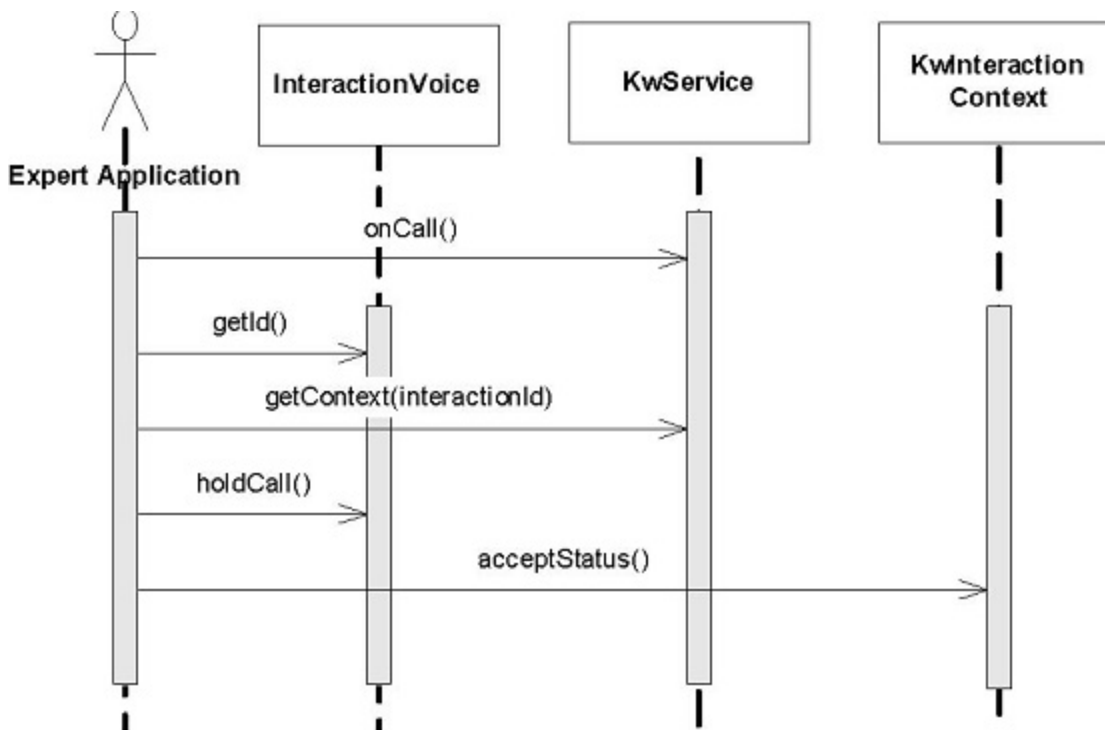 InteractionVoice
KwService
KwInteraction
Context
Expert Application
onCall()
getId()
getContext(interactionId)
holdCall()
acceptStatus()